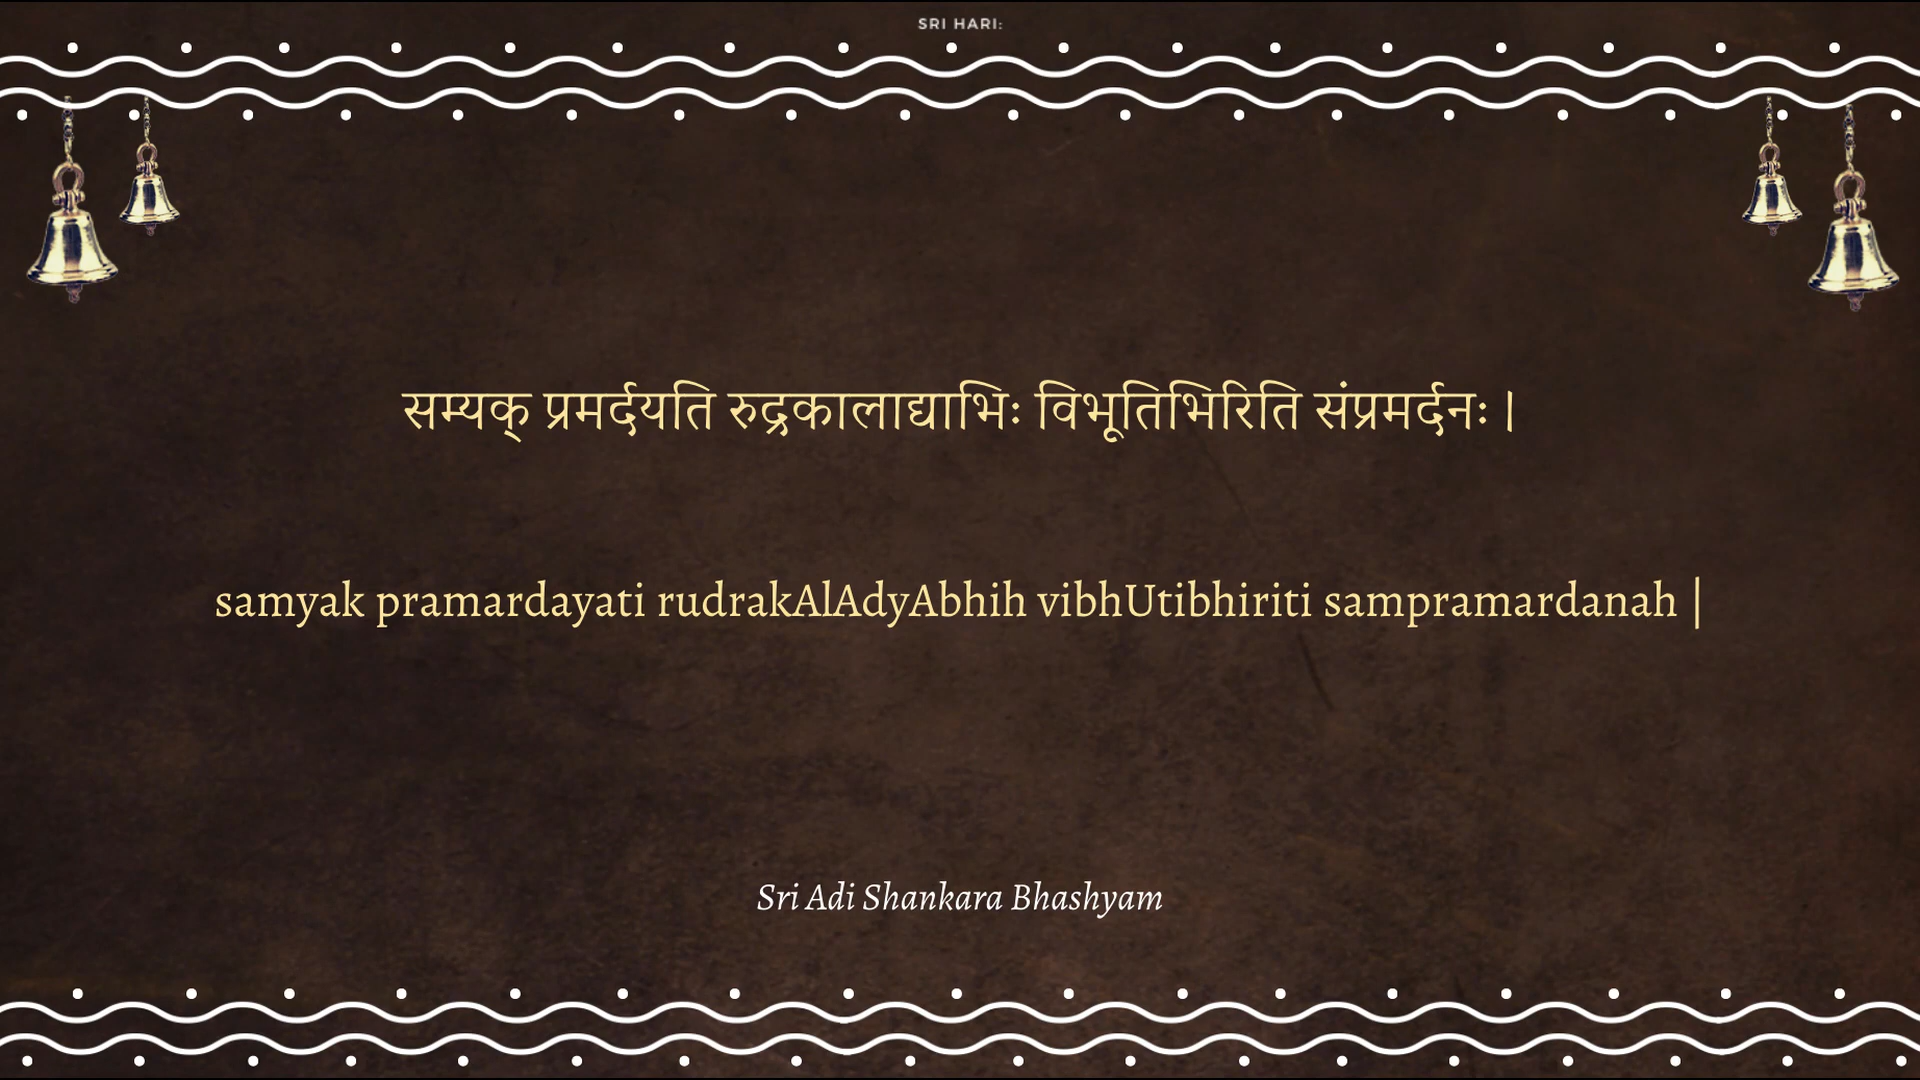 SRI HARI:
सम्यक् प्रमर्दयति रुद्रकालाद्याभिः विभूतिभिरिति संप्रमर्दनः |
samyak pramardayati rudrakAlAdyAbhih vibhUtibhiriti sampramardanah |
Sri Adi Shankara Bhashyam